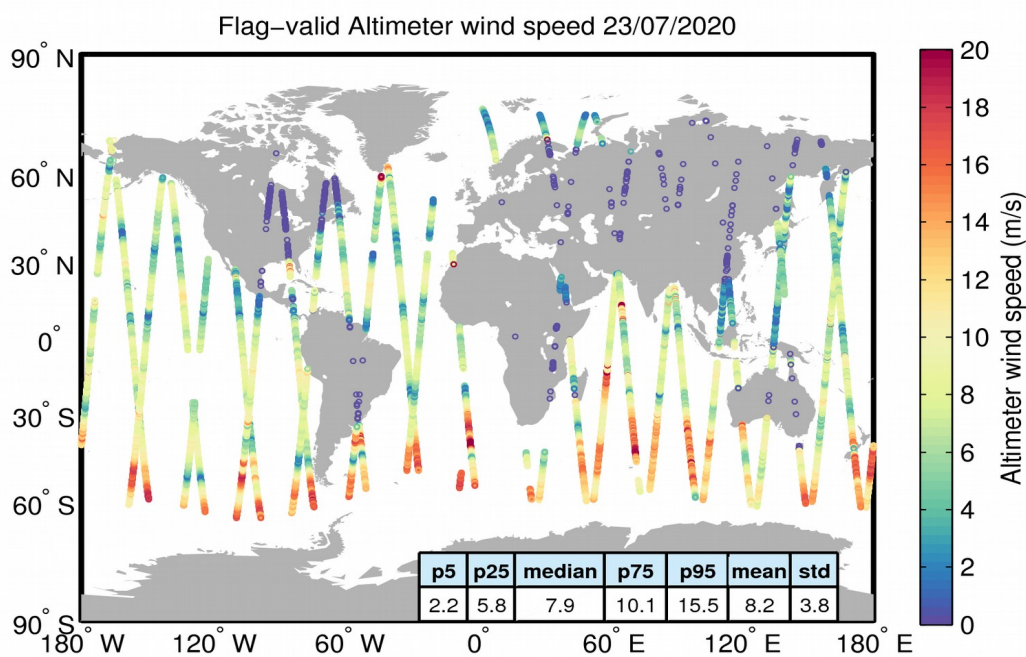 Flag−valid Altimeter wind speed 23/07/2020
90° N
60° N
30° N
0°
30° S
60° S
90° S
180° W
120° W
60° W
0°
60° E
120° E
180° E
p5 p25 median p75 p95 mean std
2.2 5.8 7.9 10.1 15.5 8.2 3.8
20
18
16
14
12
10
8
6
4
2
0
Altimeter wind speed (m/s)